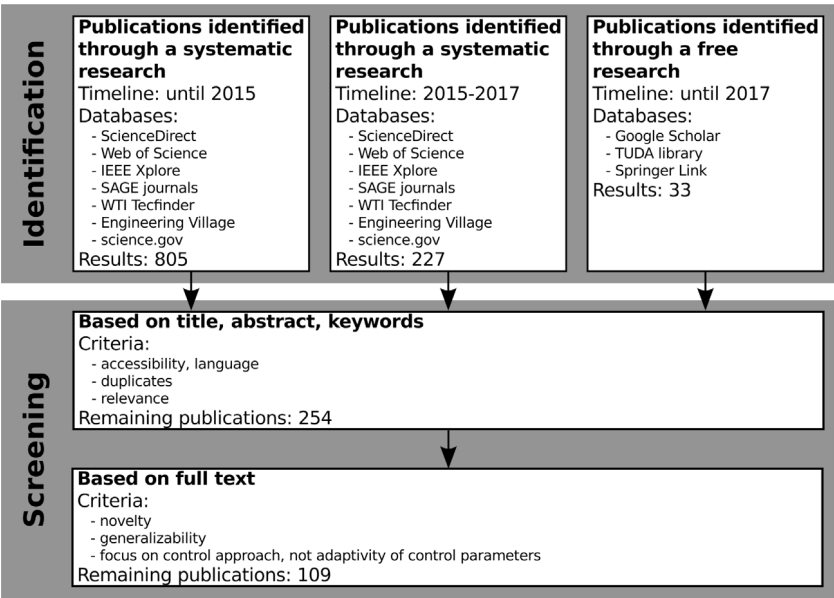 Identification
Publications identified
through a systematic
research
Timeline: until 2015
Databases:
- ScienceDirect
- Web of Science
- IEEE Xplore
- SAGE journals
- WTI Tecfinder
- Engineering Village
- science.gov
Results: 805
Publications identified
through a systematic
research
Timeline: 2015-2017
Databases:
- ScienceDirect
- Web of Science
- IEEE Xplore
- SAGE journals
- WTI Tecfinder
- Engineering Village
- science.gov
Results: 227
Publications identified
through a free
research
Timeline: until 2017
Databases:
- Google Scholar
- TUDA library
- Springer Link
Results: 33
Screening
Based on title, abstract, keywords
Criteria:
- accessibility, language
- duplicates
- relevance
Remaining publications: 254
Based on full text
Criteria:
- novelty
- generalizability
- focus on control approach, not adaptivity of control parameters
Remaining publications: 109